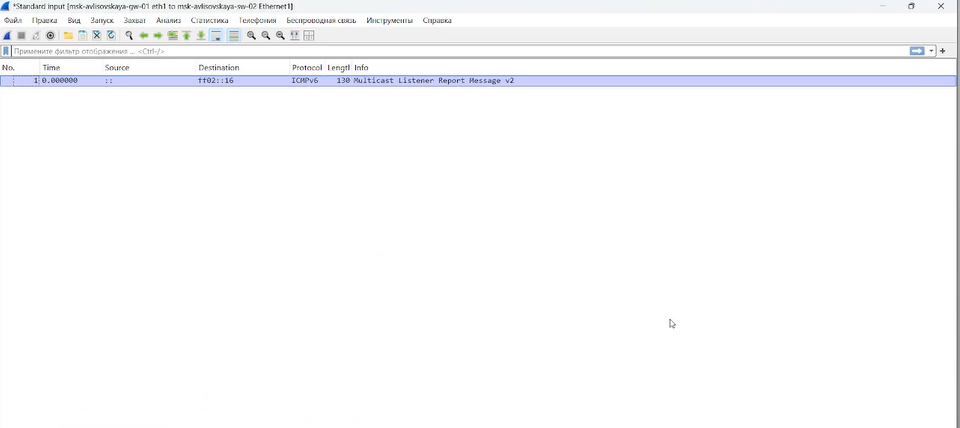 *Standard input [msk-avlisovskaya-gw-01 eth1 to msk-avlisovskaya-sw-02 Ethernet1]
Файл Правка Вид Запуск Захват Анализ Статистика Телефония Беспроводная связь Инструменты Справка
Примените фильтр отображения ... <Ctrl-/>
No. Time Source Destination Protocol Lengtl Info
1 0.000000 :: ff02::16 ICMPv6 130 Multicast Listener Report Message v2